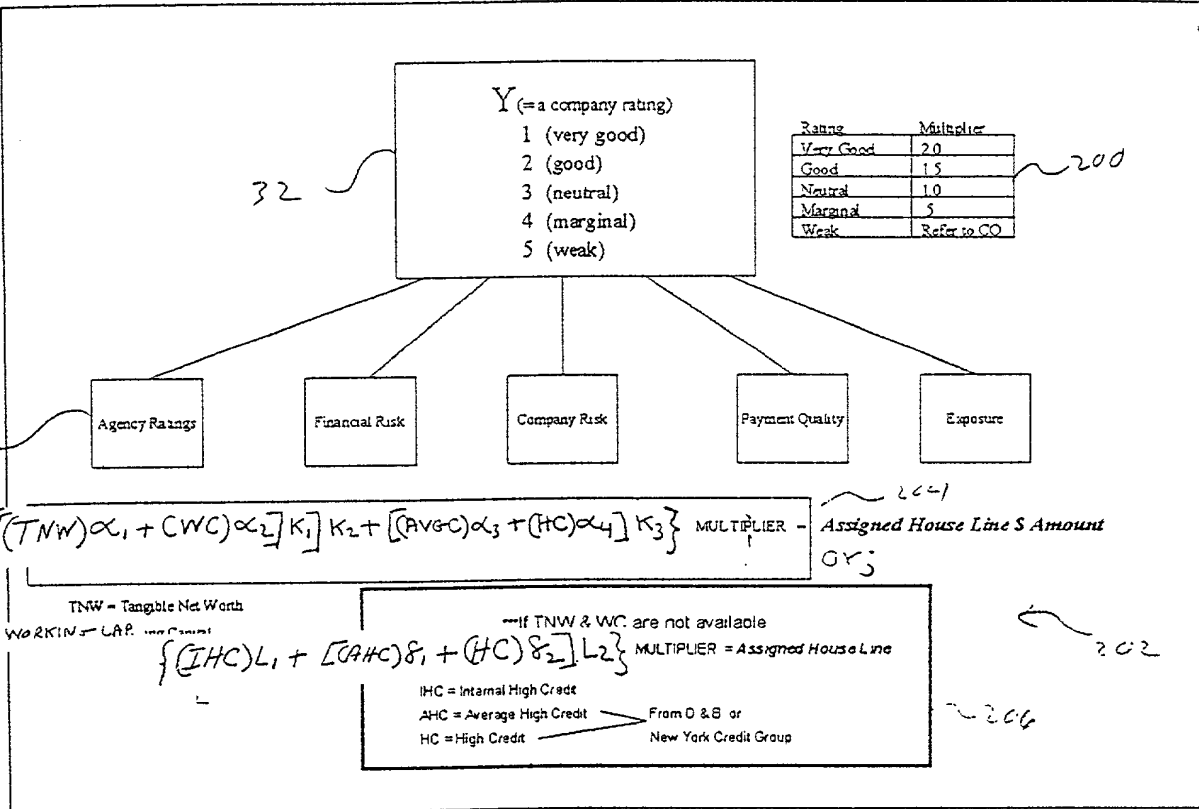 Y (= a company rating)
1 (very good)
2 (good)
3 (neutral)
4 (marginal)
5 (weak)
32
Rating Multiplier
Very Good 2.0
Good 1.5
Neutral 1.0
Marginal .5
Weak Refer to CO
200
Agency Ratings
Financial Risk
Company Risk
Payment Quality
Exposure
[(TNW)α₁ + (WC)α₂]K₁]K₂ + [(AVGC)α₃ + (HC)α₄]K₃} MULTIPLIER = Assigned House Line $ Amount
or;
TNW = Tangible Net Worth
202
---If TNW & WC are not available
{(IHC)L₁ + [(AHC)δ₁ + (HC)δ₂]L₂} MULTIPLIER = Assigned House Line
IHC = Internal High Credit
AHC = Average High Credit
From D & B or
HC = High Credit
New York Credit Group
206